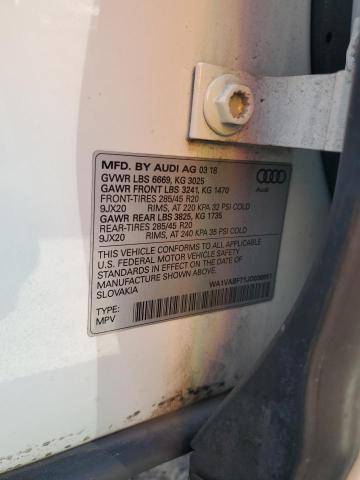 MFD. BY AUDI AG 03 18
GVWR LBS 6669, KG 3025
GAWR FRONT LBS 3241, KG 1470
FRONT-TIRES 285/45 R20
9JX20 RIMS, AT 220 KPA 32 PSI COLD
GAWR REAR LBS 3825, KG 1735
REAR-TIRES 285/45 R20
9JX20 RIMS, AT 240 KPA 35 PSI COLD
THIS VEHICLE CONFORMS TO ALL APPLICABLE
U.S. FEDERAL MOTOR VEHICLE SAFETY
STANDARDS IN EFFECT ON THE DATE OF
MANUFACTURE SHOWN ABOVE
SLOVAKIA
TYPE:
MPV
Audi